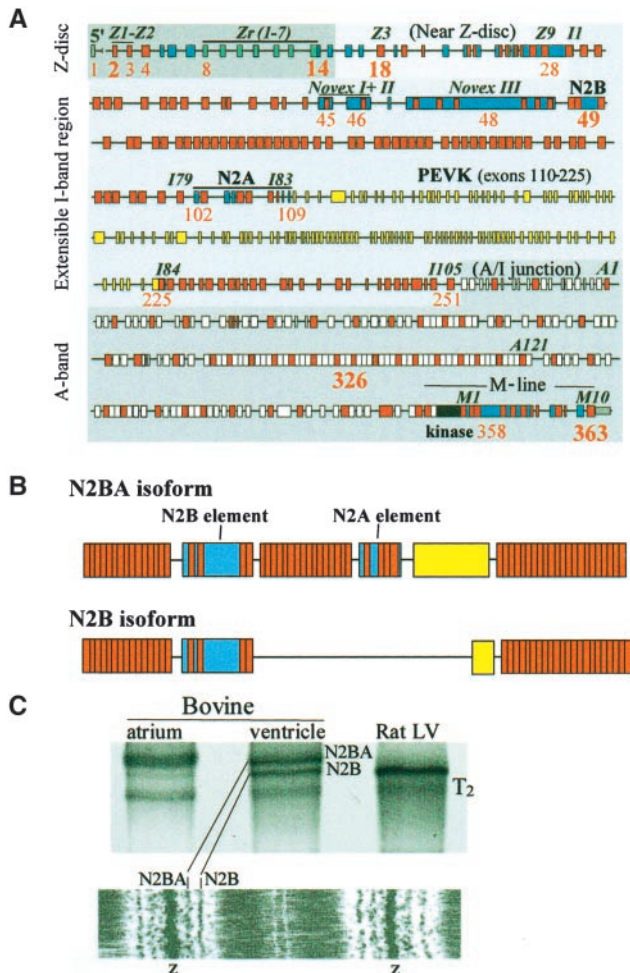 A
Z-disc
5' Z1-Z2 Zr (1-7) Z3 (Near Z-disc) Z9 I1
1 2 3 4 8 14 18 28
Extensible I-band region
Novex I+ II Novex III N2B
45 46 48 49
I79 N2A I83 PEVK (exons 110-225)
102 109
I84 I105 (A/I junction) A1
225 251
A-band
A121
326
M-line
M1 M10
kinase 358 363
B
N2BA isoform
N2B element N2A element
N2B isoform
C
Bovine
atrium ventricle Rat LV
N2BA
N2B
T2
N2BA N2B
Z Z